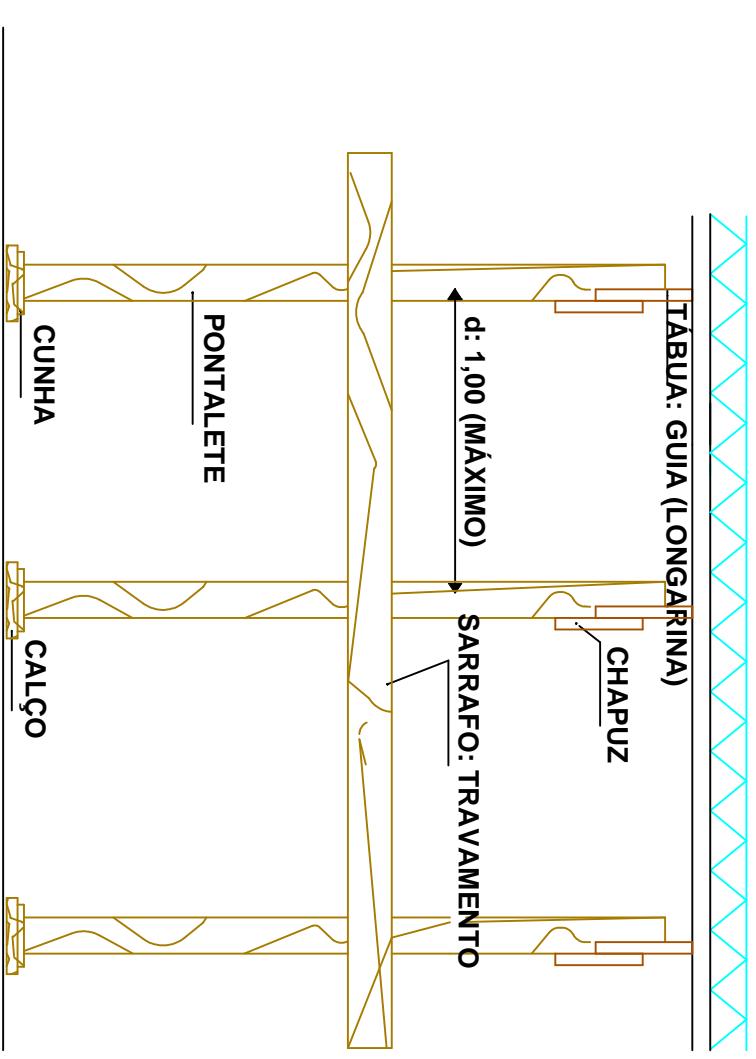 TÁBUA: GUIA (LONGARINA)
CHAPUZ
d: 1,00 (MÁXIMO)
SARRAFO: TRAVAMENTO
PONTALETE
CUNHA
CALÇO